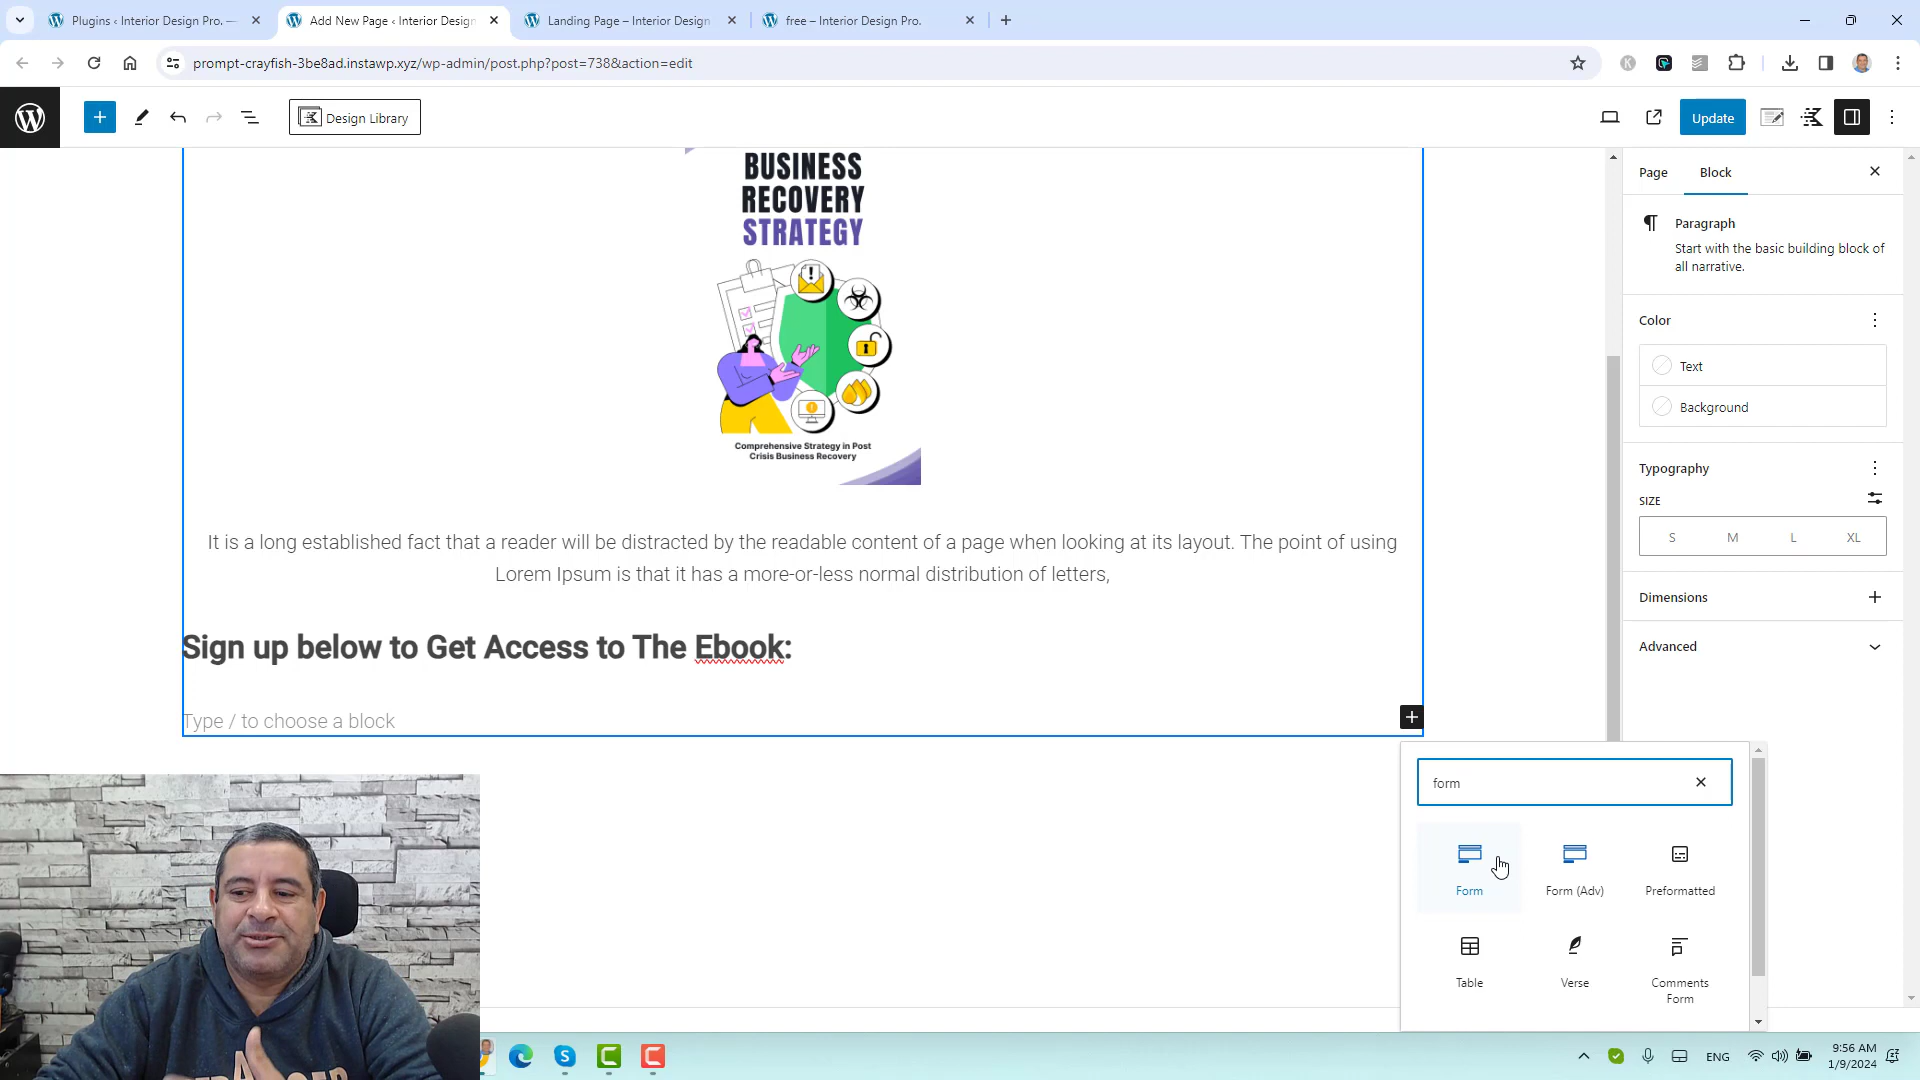 Plugins ‹ Interior Design Pro. —
Add New Page ‹ Interior Design
Landing Page – Interior Design
free – Interior Design Pro.
prompt-crayfish-3be8ad.instawp.xyz/wp-admin/post.php?post=738&action=edit
Design Library
Update
BUSINESS
RECOVERY
STRATEGY
Comprehensive Strategy in Post
Crisis Business Recovery
It is a long established fact that a reader will be distracted by the readable content of a page when looking at its layout. The point of using
Lorem Ipsum is that it has a more-or-less normal distribution of letters,
Sign up below to Get Access to The Ebook:
Type / to choose a block
Page
Block
Paragraph
Start with the basic building block of
all narrative.
Color
Text
Background
Typography
SIZE
S M L XL
Dimensions
Advanced
form
Form
Form (Adv)
Preformatted
Table
Verse
Comments
Form
ENG
9:56 AM
1/9/2024